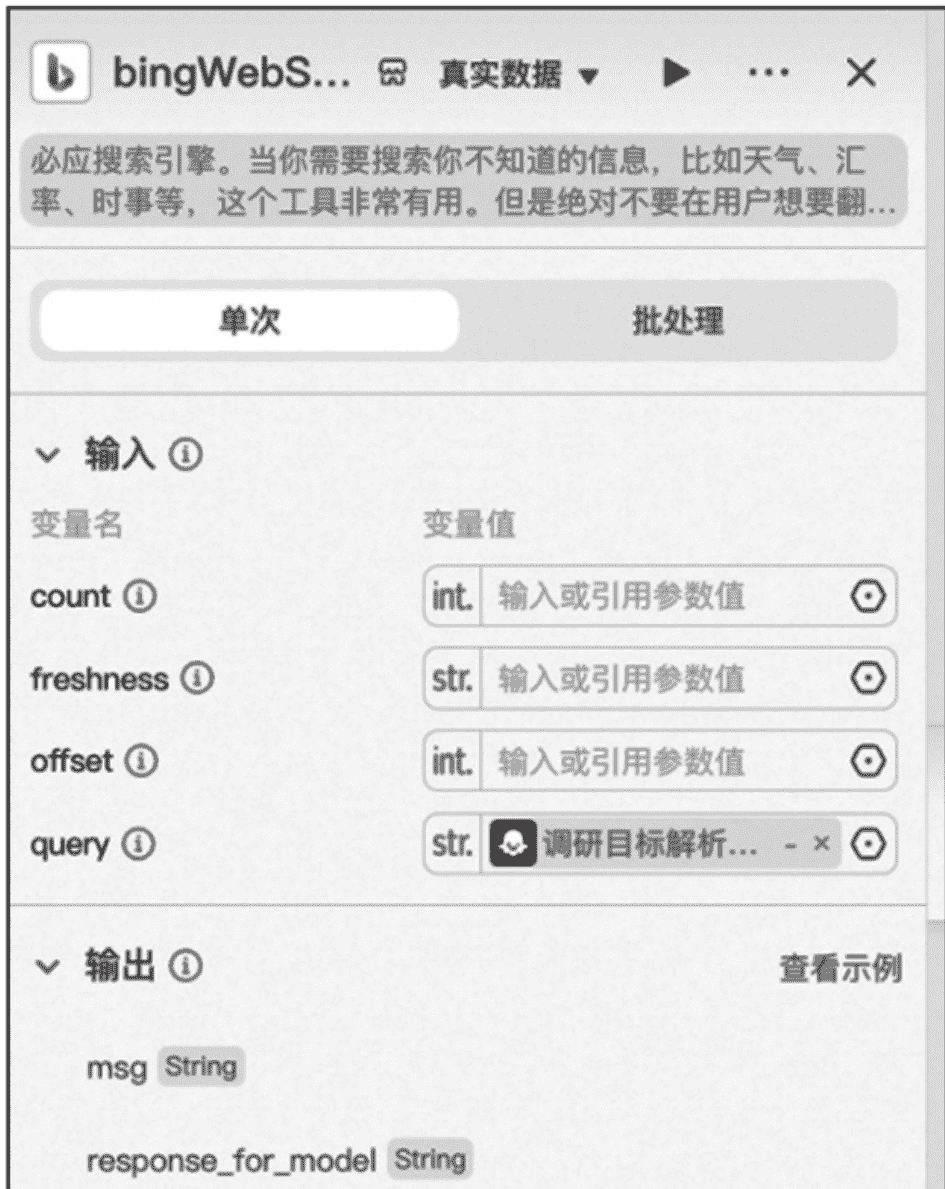 bingWebS... 真实数据
必应搜索引擎。当你需要搜索你不知道的信息，比如天气、汇
率、时事等，这个工具非常有用。但是绝对不要在用户想要翻...
单次 批处理
输入
变量名 变量值
count int. 输入或引用参数值
freshness str. 输入或引用参数值
offset int. 输入或引用参数值
query str. 调研目标解析... -
输出 查看示例
msg String
response_for_model String